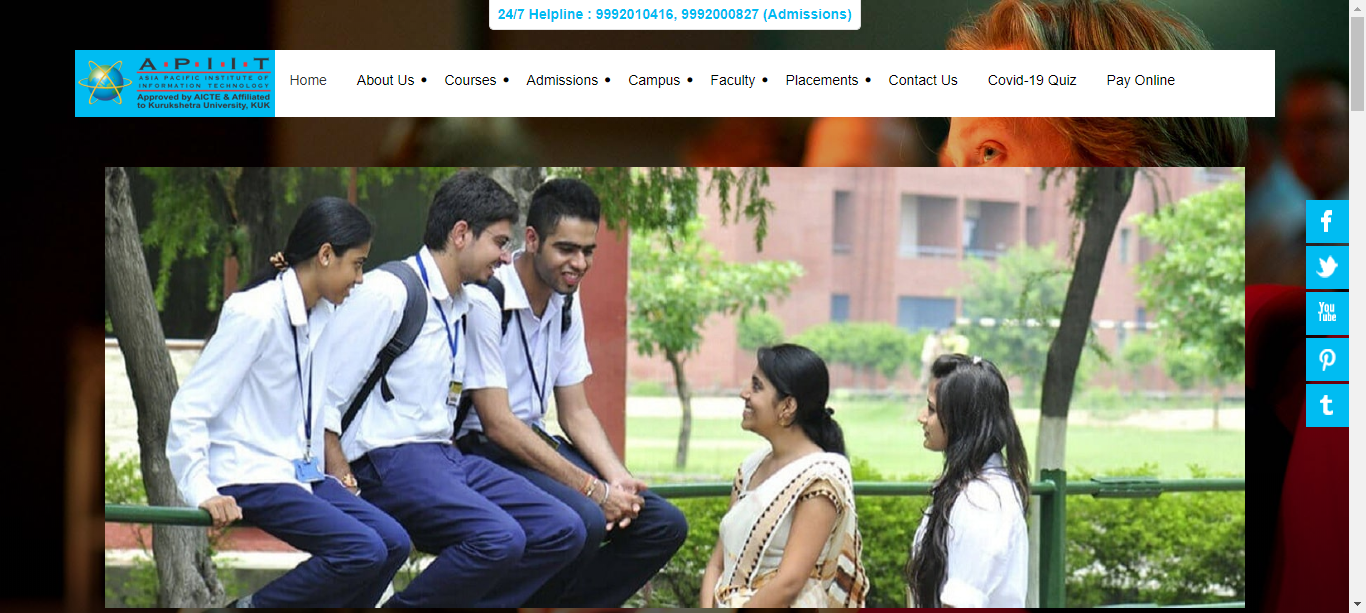 24/7 Helpline : 9992010416, 9992000827 (Admissions)
A•P•I•I•T
ASIA PACIFIC INSTITUTE OF
INFORMATION TECHNOLOGY
Approved by AICTE & Affiliated
to Kurukshetra University, KUK
Home About Us • Courses • Admissions • Campus • Faculty • Placements • Contact Us Covid-19 Quiz Pay Online
f
You
Tube
t